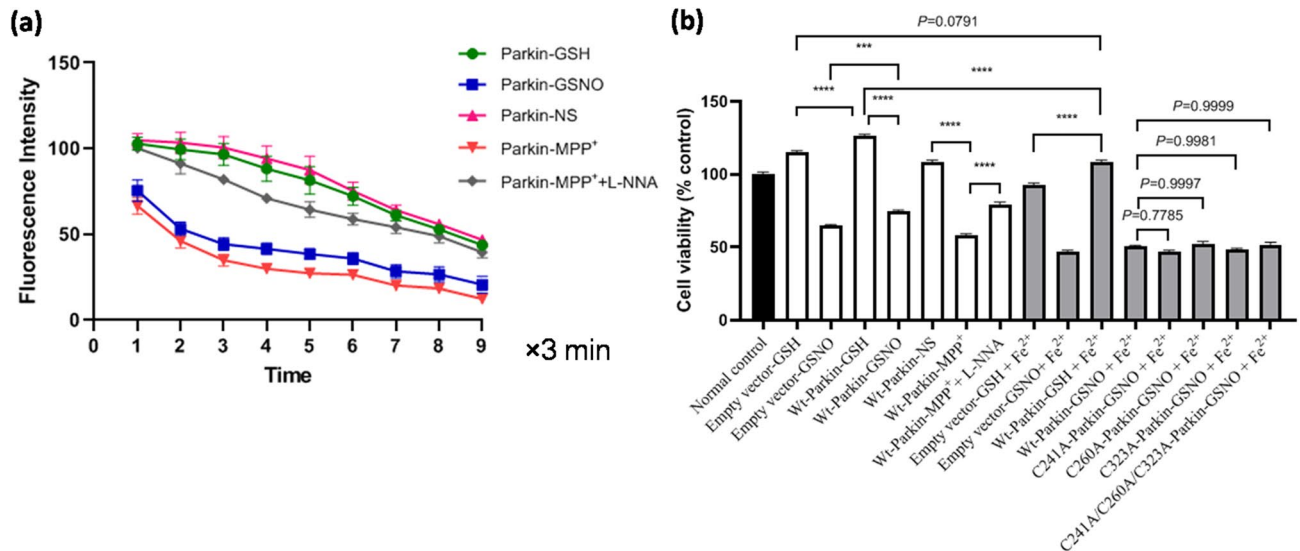 (a)
Fluorescence Intensity
150
100
50
0
0 1 2 3 4 5 6 7 8 9
Time
×3 min
Parkin-GSH
Parkin-GSNO
Parkin-NS
Parkin-MPP⁺
Parkin-MPP⁺+L-NNA
(b)
Cell viability (% control)
150
100
50
0
P=0.0791
***
****
****
****
****
****
****
P=0.9999
P=0.9981
P=0.9997
P=0.7785
Normal control
Empty vector-GSH
Empty vector-GSNO
Wt-Parkin-GSH
Wt-Parkin-GSNO
Wt-Parkin-NS
Wt-Parkin-MPP⁺
Wt-Parkin-MPP⁺+ L-NNA
Empty vector-GSH + Fe²⁺
Empty vector-GSNO+ Fe²⁺
Wt-Parkin-GSH + Fe²⁺
Wt-Parkin-GSNO + Fe²⁺
C241A-Parkin-GSNO + Fe²⁺
C260A-Parkin-GSNO + Fe²⁺
C323A-Parkin-GSNO + Fe²⁺
C241A/C260A/C323A-Parkin-GSNO + Fe²⁺